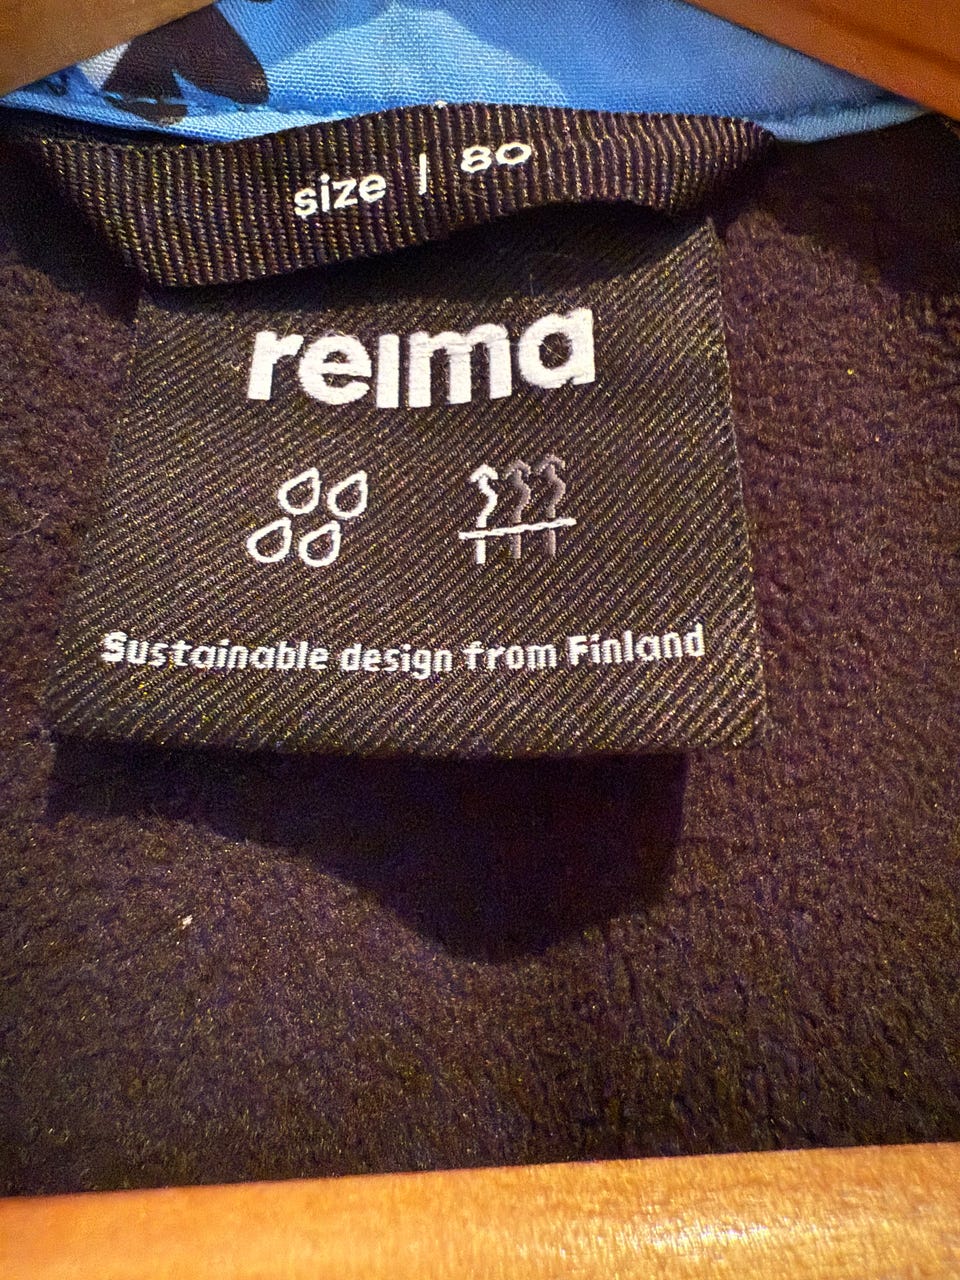 size | 80
reima
Sustainable design from Finland